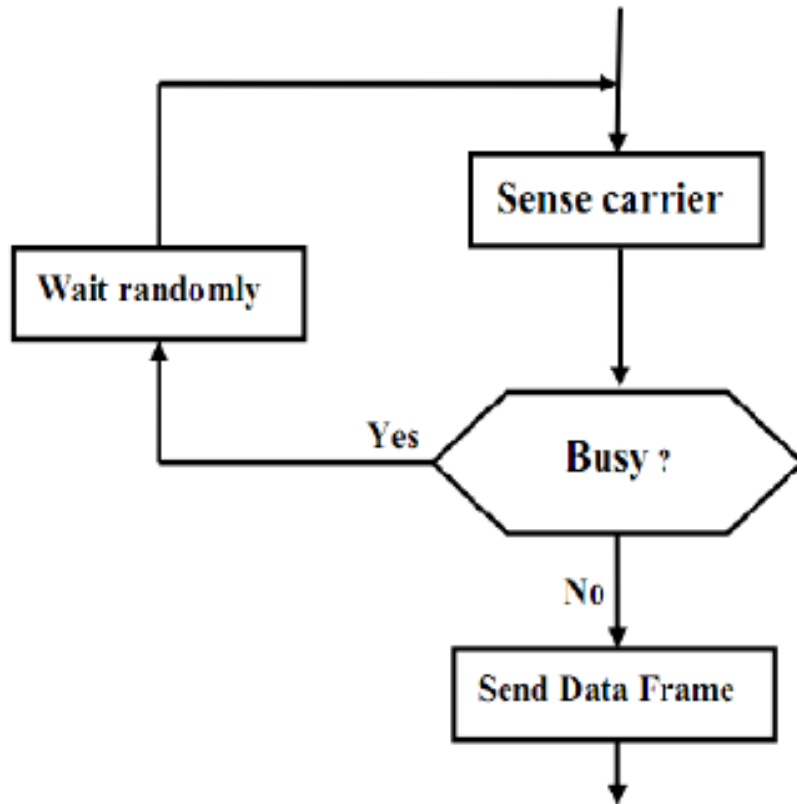 Sense carrier
Wait randomly
Yes
Busy ?
No
Send Data Frame